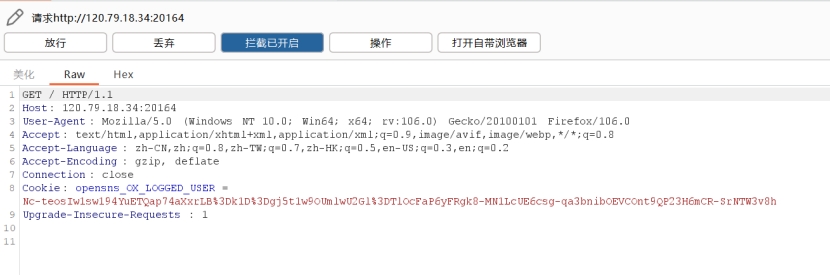 请求http://120.79.18.34:20164
放行 丢弃 拦截已开启 操作 打开自带浏览器
美化 Raw Hex
1 GET / HTTP/1.1
2 Host: 120.79.18.34:20164
3 User-Agent: Mozilla/5.0 (Windows NT 10.0; Win64; x64; rv:106.0) Gecko/20100101 Firefox/106.0
4 Accept: text/html,application/xhtml+xml,application/xml;q=0.9,image/avif,image/webp,*/*;q=0.8
5 Accept-Language: zh-CN,zh;q=0.8,zh-TW;q=0.7,zh-HK;q=0.5,en-US;q=0.3,en;q=0.2
6 Accept-Encoding: gzip, deflate
7 Connection: close
8 Cookie: opensns_OX_LOGGED_USER =
Nc-teosIwlswl94YuETQap74aXxrLB%3Dk1D%3Dgj5tlw9OUmlwU2Gl%3DTlOcFaP6yFRgk8-MNlLcUE6csg-qa3bnibOEVCOnt9QP23H6mCR-SrNTW3v8h
9 Upgrade-Insecure-Requests : 1
10
11